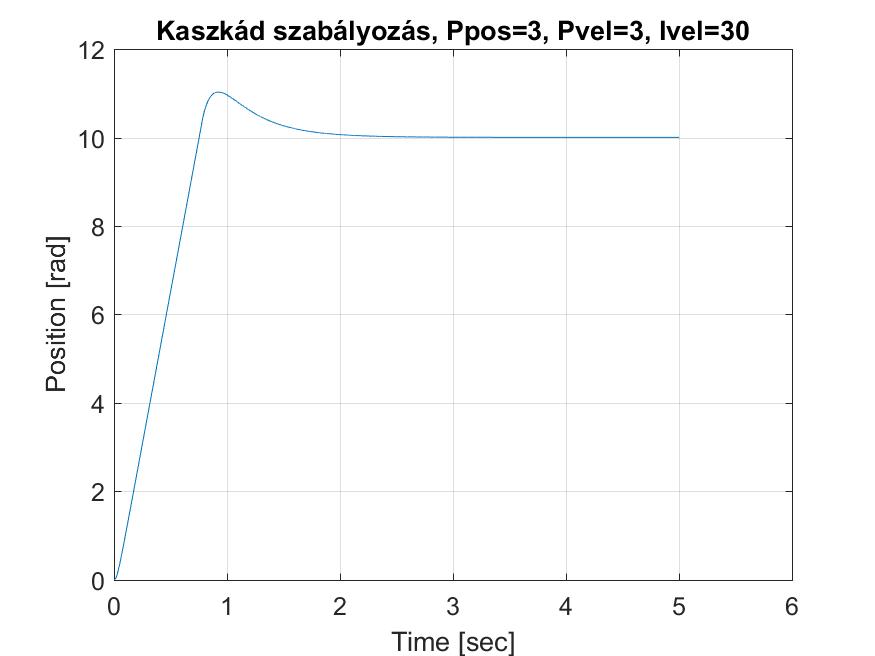 Kaszkád szabályozás, Ppos=3, Pvel=3, Ivel=30
12
10
8
6
4
2
0
Position [rad]
0 1 2 3 4 5 6
Time [sec]